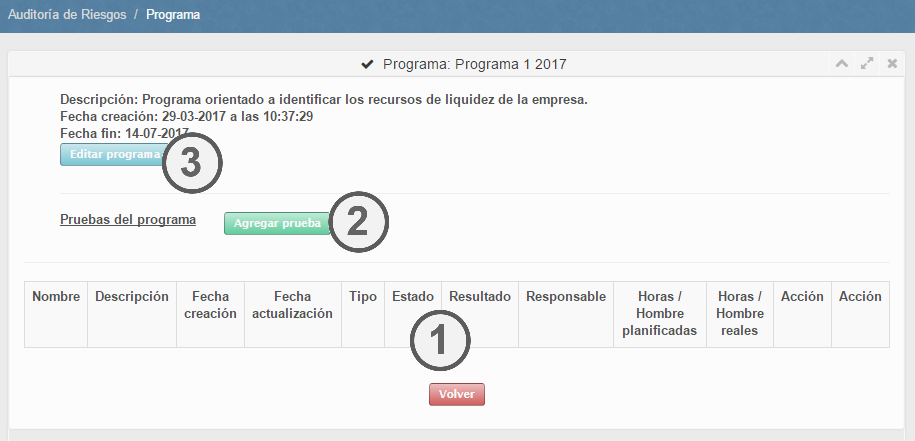 Auditoría de Riesgos / Programa
Programa: Programa 1 2017
Descripción: Programa orientado a identificar los recursos de liquidez de la empresa.
Fecha creación: 29-03-2017 a las 10:37:29
Fecha fin: 14-07-2017
Editar programa
3
Pruebas del programa
Agregar prueba
2
Nombre Descripción Fecha creación Fecha actualización Tipo Estado Resultado Responsable Horas / Hombre planificadas Horas / Hombre reales Acción Acción
1
Volver